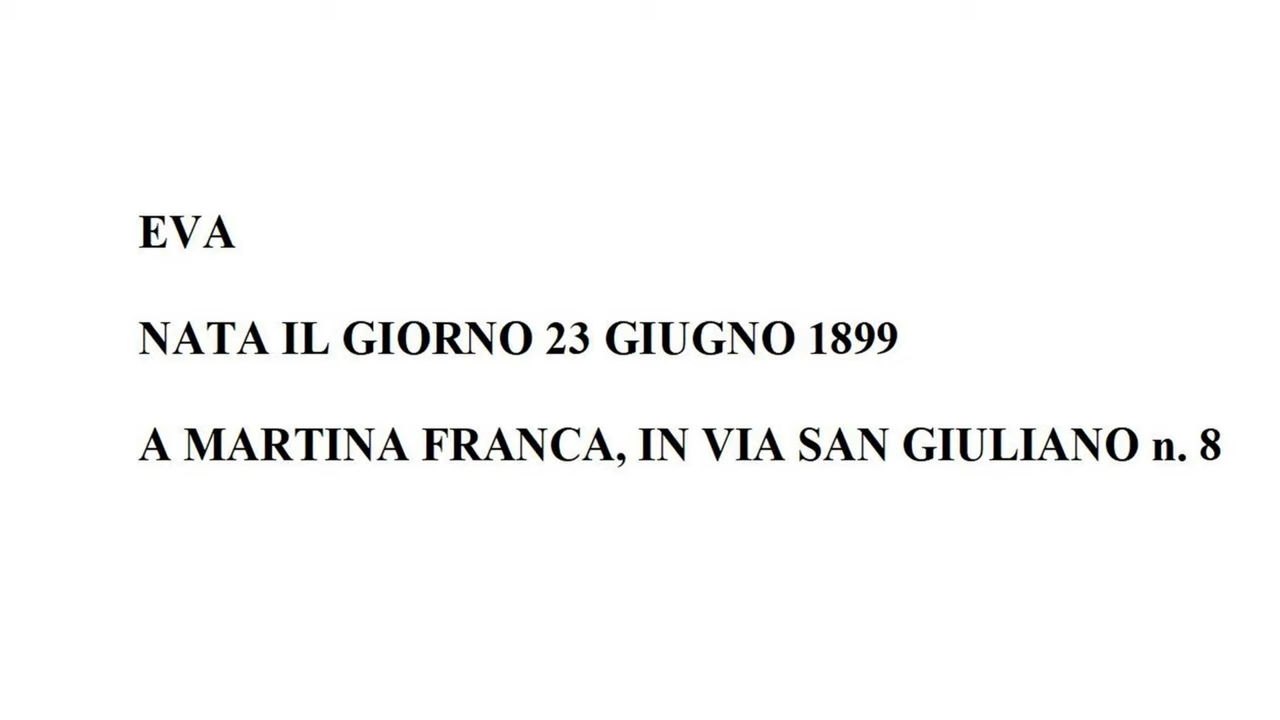 EVA
NATA IL GIORNO 23 GIUGNO 1899
A MARTINA FRANCA, IN VIA SAN GIULIANO n. 8